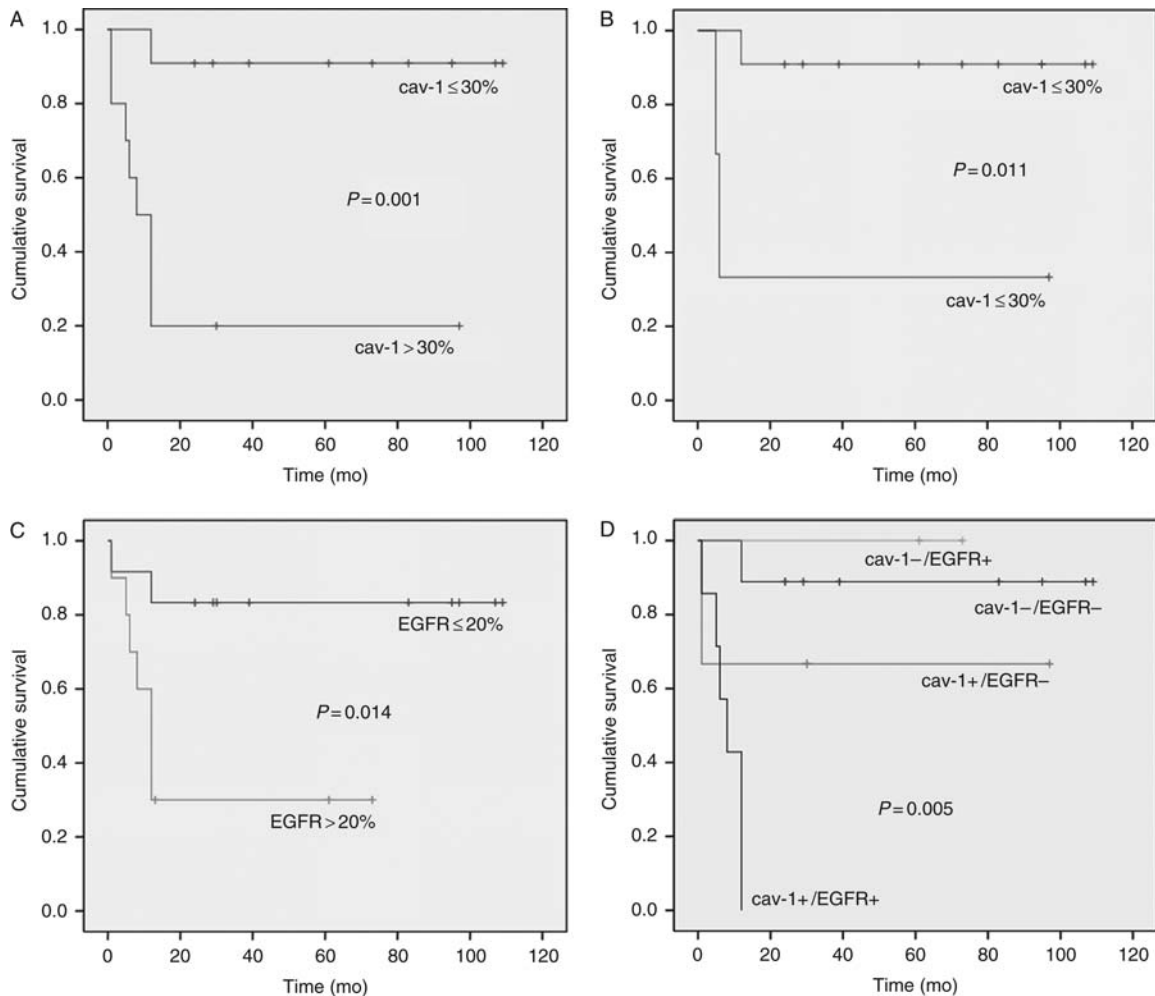 A
1.0
0.8
0.6
0.4
0.2
0.0
Cumulative survival
cav-1 ≤ 30%
P = 0.001
cav-1 > 30%
0 20 40 60 80 100 120
Time (mo)
B
1.0
0.8
0.6
0.4
0.2
0.0
Cumulative survival
cav-1 ≤ 30%
P = 0.011
cav-1 ≤ 30%
0 20 40 60 80 100 120
Time (mo)
C
1.0
0.8
0.6
0.4
0.2
0.0
Cumulative survival
EGFR ≤ 20%
P = 0.014
EGFR > 20%
0 20 40 60 80 100 120
Time (mo)
D
1.0
0.8
0.6
0.4
0.2
0.0
Cumulative survival
cav-1–/EGFR+
cav-1–/EGFR–
cav-1+/EGFR–
P = 0.005
cav-1+/EGFR+
0 20 40 60 80 100 120
Time (mo)